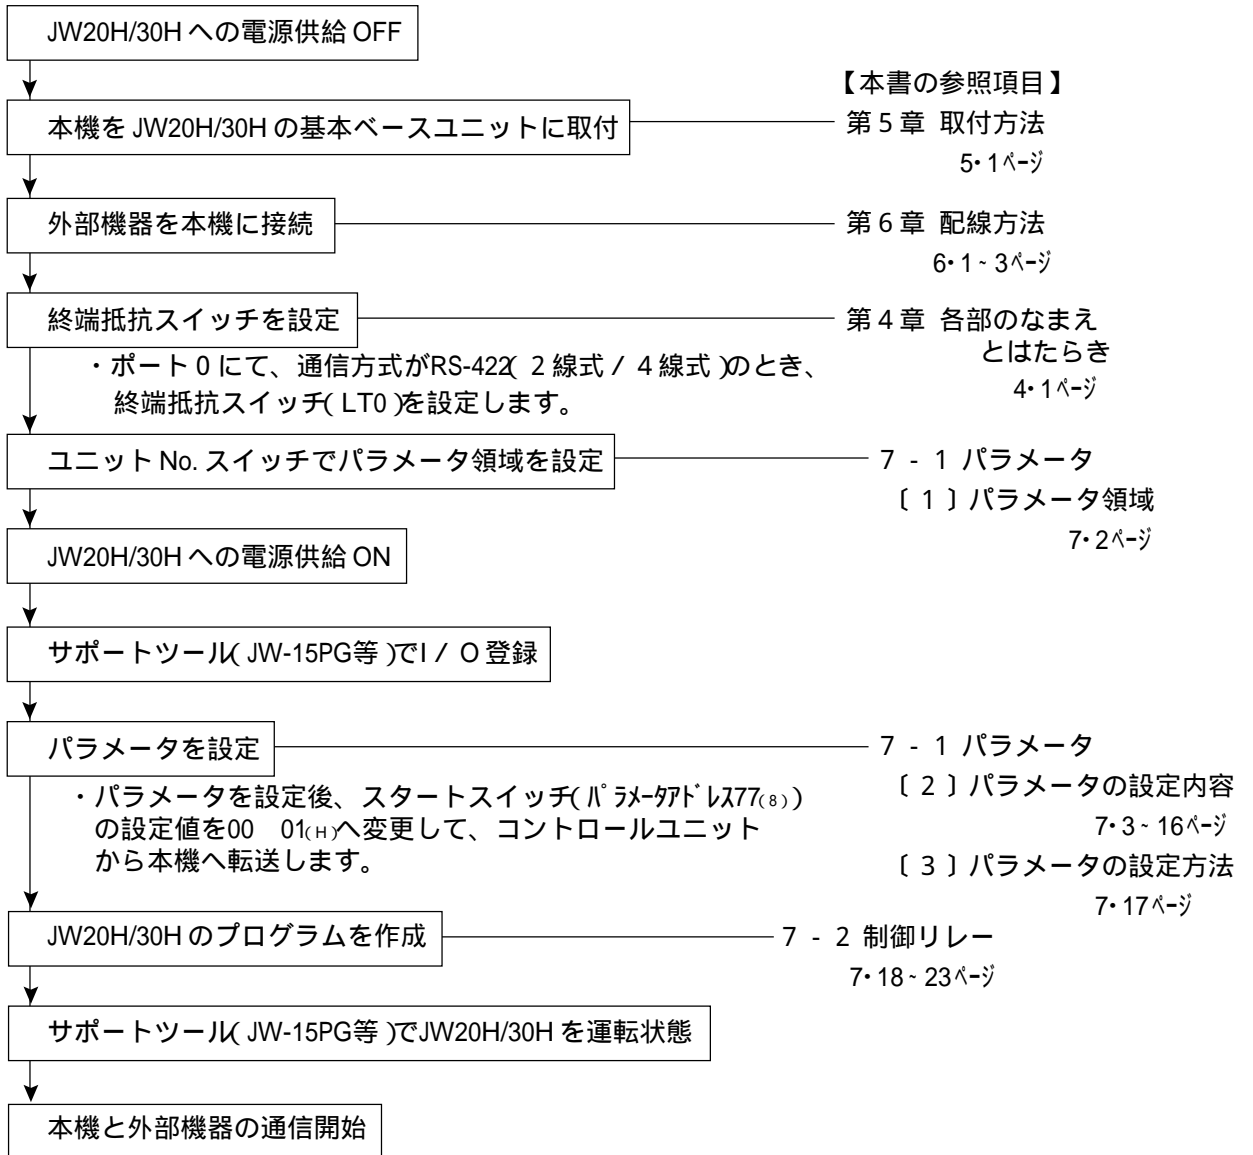 JW20H/30H への電源供給 OFF
【本書の参照項目】
本機を JW20H/30H の基本ベースユニットに取付
第5章 取付方法
5・1ページ
外部機器を本機に接続
第6章 配線方法
6・1~3ページ
終端抵抗スイッチを設定
第4章 各部のなまえ
とはたらき
4・1ページ
・ポート0にて、通信方式がRS-422(2線式/4線式)のとき、
終端抵抗スイッチ(LT0)を設定します。
ユニット No. スイッチでパラメータ領域を設定
7-1 パラメータ
〔1〕パラメータ領域
7・2ページ
JW20H/30H への電源供給 ON
サポートツール(JW-15PG等)でI/O登録
パラメータを設定
7-1 パラメータ
〔2〕パラメータの設定内容
7・3~16ページ
〔3〕パラメータの設定方法
7・17ページ
・パラメータを設定後、スタートスイッチ(パラメータアドレス77(8))
の設定値を00 01(H)へ変更して、コントロールユニット
から本機へ転送します。
JW20H/30H のプログラムを作成
7-2 制御リレー
7・18~23ページ
サポートツール(JW-15PG等)でJW20H/30H を運転状態
本機と外部機器の通信開始